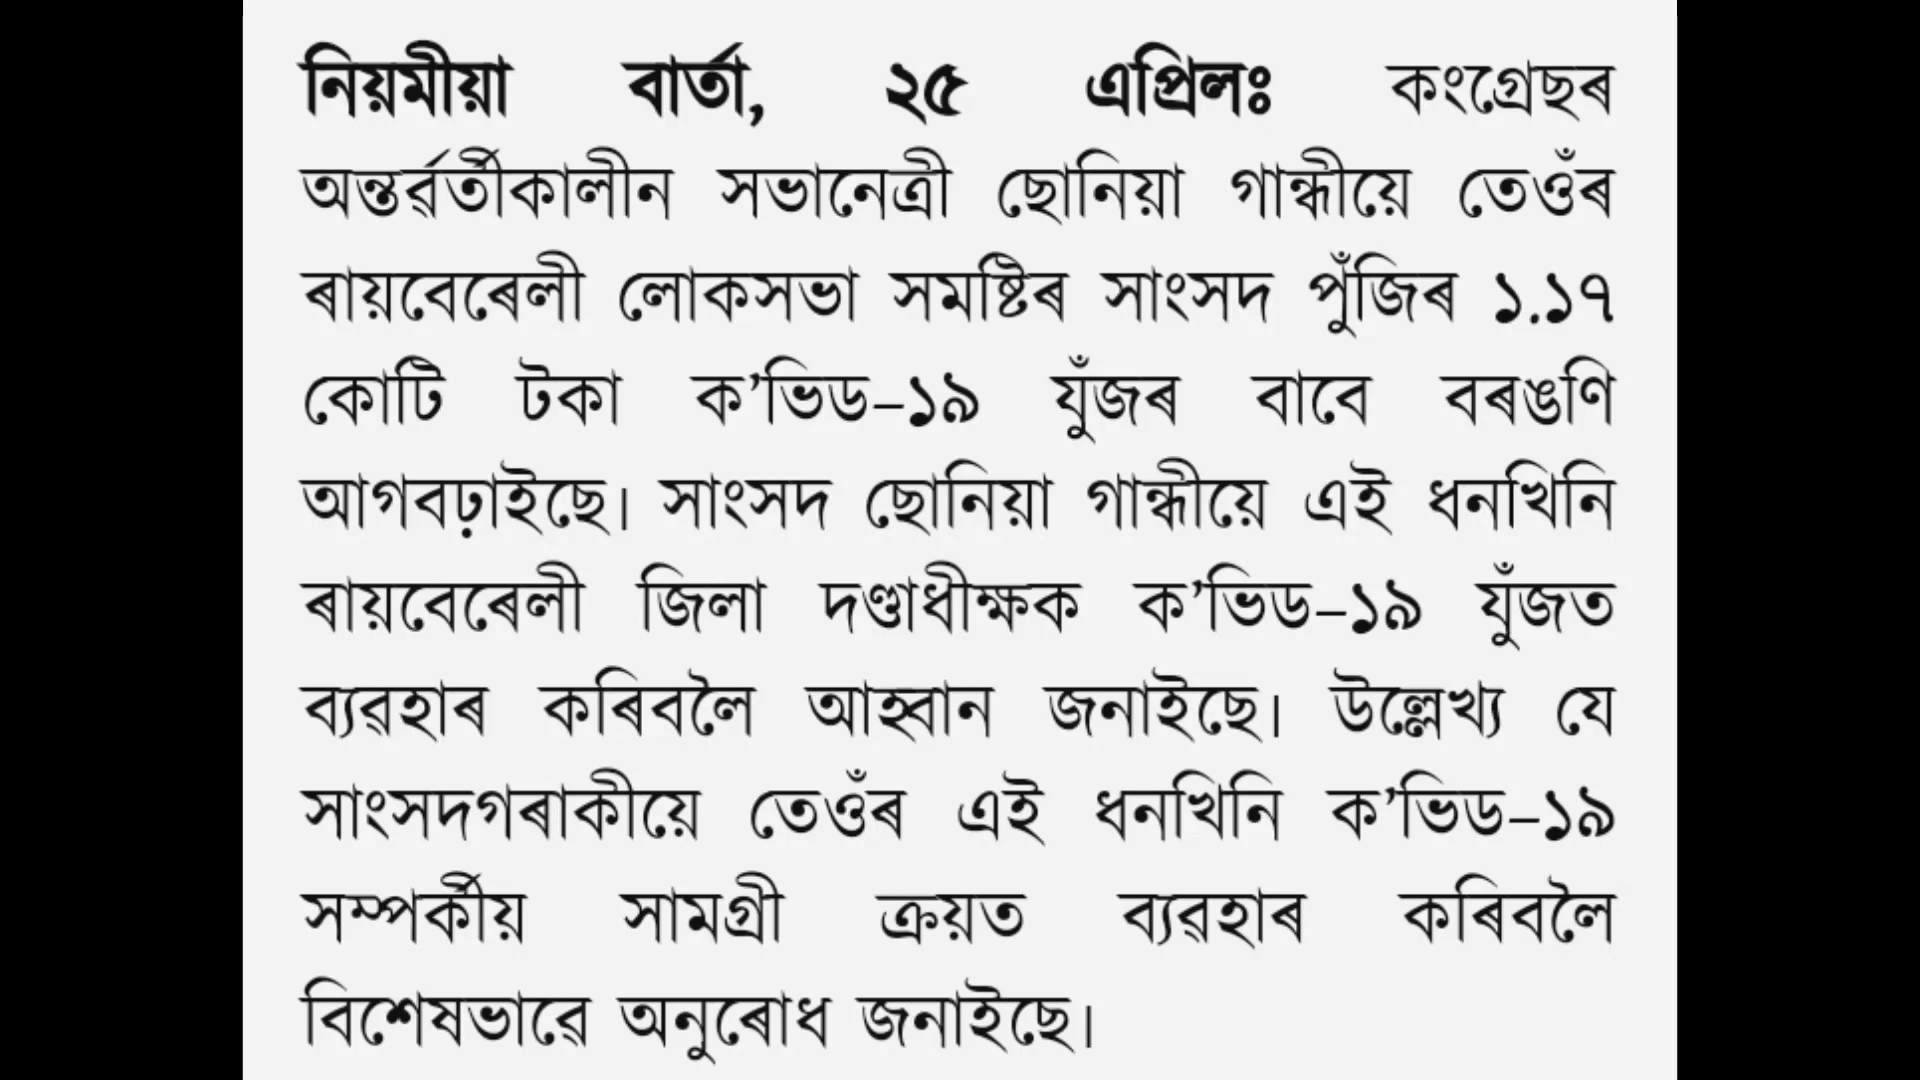 নিয়মীয়া বাৰ্তা, ২৫ এপ্ৰিলঃ কংগ্ৰেছৰ
অন্তৰ্ৱৰ্তীকালীন সভানেত্ৰী ছোনিয়া গান্ধীয়ে তেওঁৰ
ৰায়বেৰেলী লোকসভা সমষ্টিৰ সাংসদ পুঁজিৰ ১.১৭
কোটি টকা ক’ভিড–১৯ যুঁজৰ বাবে বৰঙণি
আগবঢ়াইছে। সাংসদ ছোনিয়া গান্ধীয়ে এই ধনখিনি
ৰায়বেৰেলী জিলা দণ্ডাধীক্ষক ক’ভিড–১৯ যুঁজত
ব্যৱহাৰ কৰিবলৈ আহ্বান জনাইছে। উল্লেখ্য যে
সাংসদগৰাকীয়ে তেওঁৰ এই ধনখিনি ক’ভিড–১৯
সম্পৰ্কীয় সামগ্ৰী ক্ৰয়ত ব্যৱহাৰ কৰিবলৈ
বিশেষভাৱে অনুৰোধ জনাইছে।